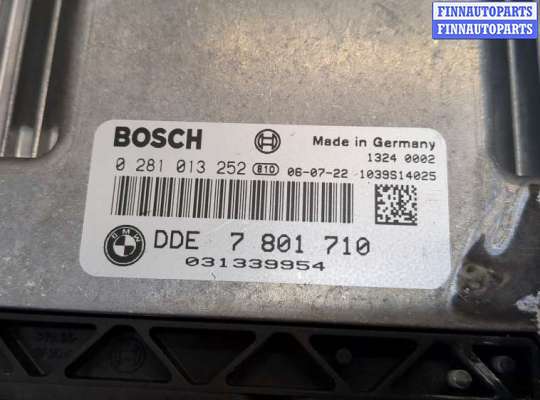 FINNAUTOPARTS
FINNAUTOPARTS
BOSCH
Made in Germany
1324 0002
0 281 013 252 810 06-07-22 1039S14025
BMW DDE 7 801 710
031339954